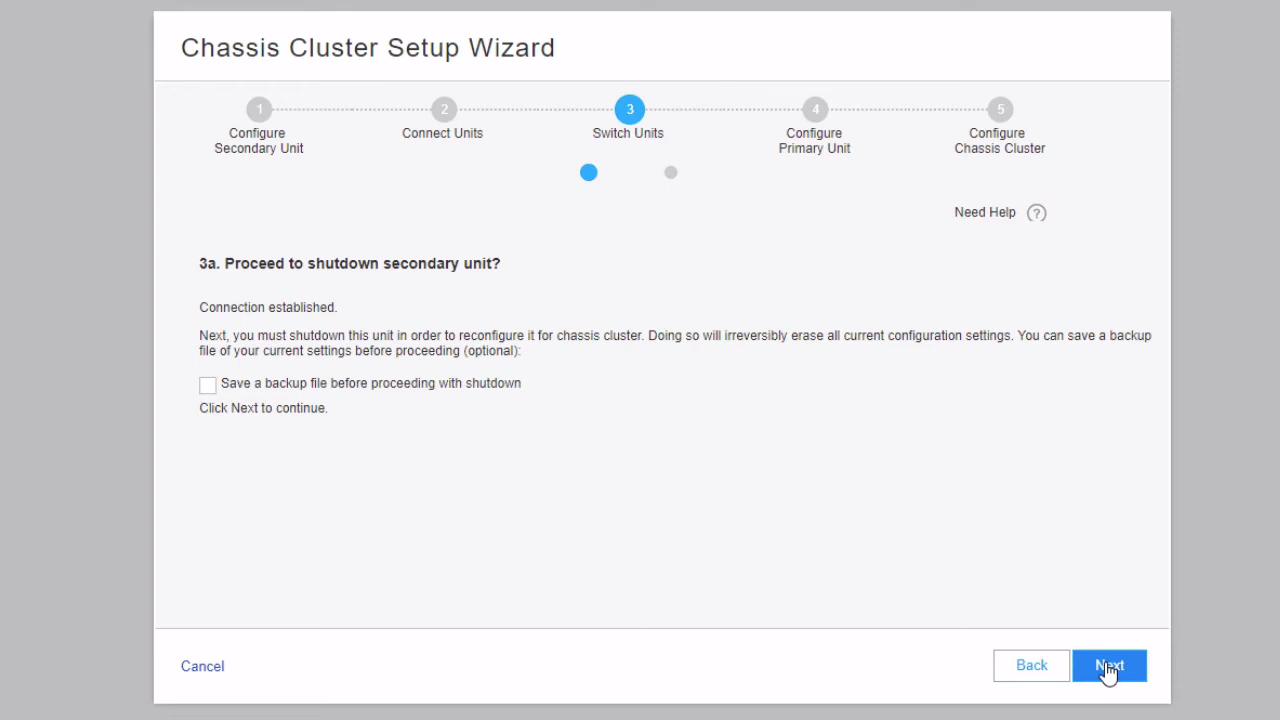 Chassis Cluster Setup Wizard
1
2
3
4
5
Configure
Secondary Unit
Connect Units
Switch Units
Configure
Primary Unit
Configure
Chassis Cluster
Need Help ?
3a. Proceed to shutdown secondary unit?
Connection established.
Next, you must shutdown this unit in order to reconfigure it for chassis cluster. Doing so will irreversibly erase all current configuration settings. You can save a backup
file of your current settings before proceeding (optional):
Save a backup file before proceeding with shutdown
Click Next to continue.
Cancel
Back
Next